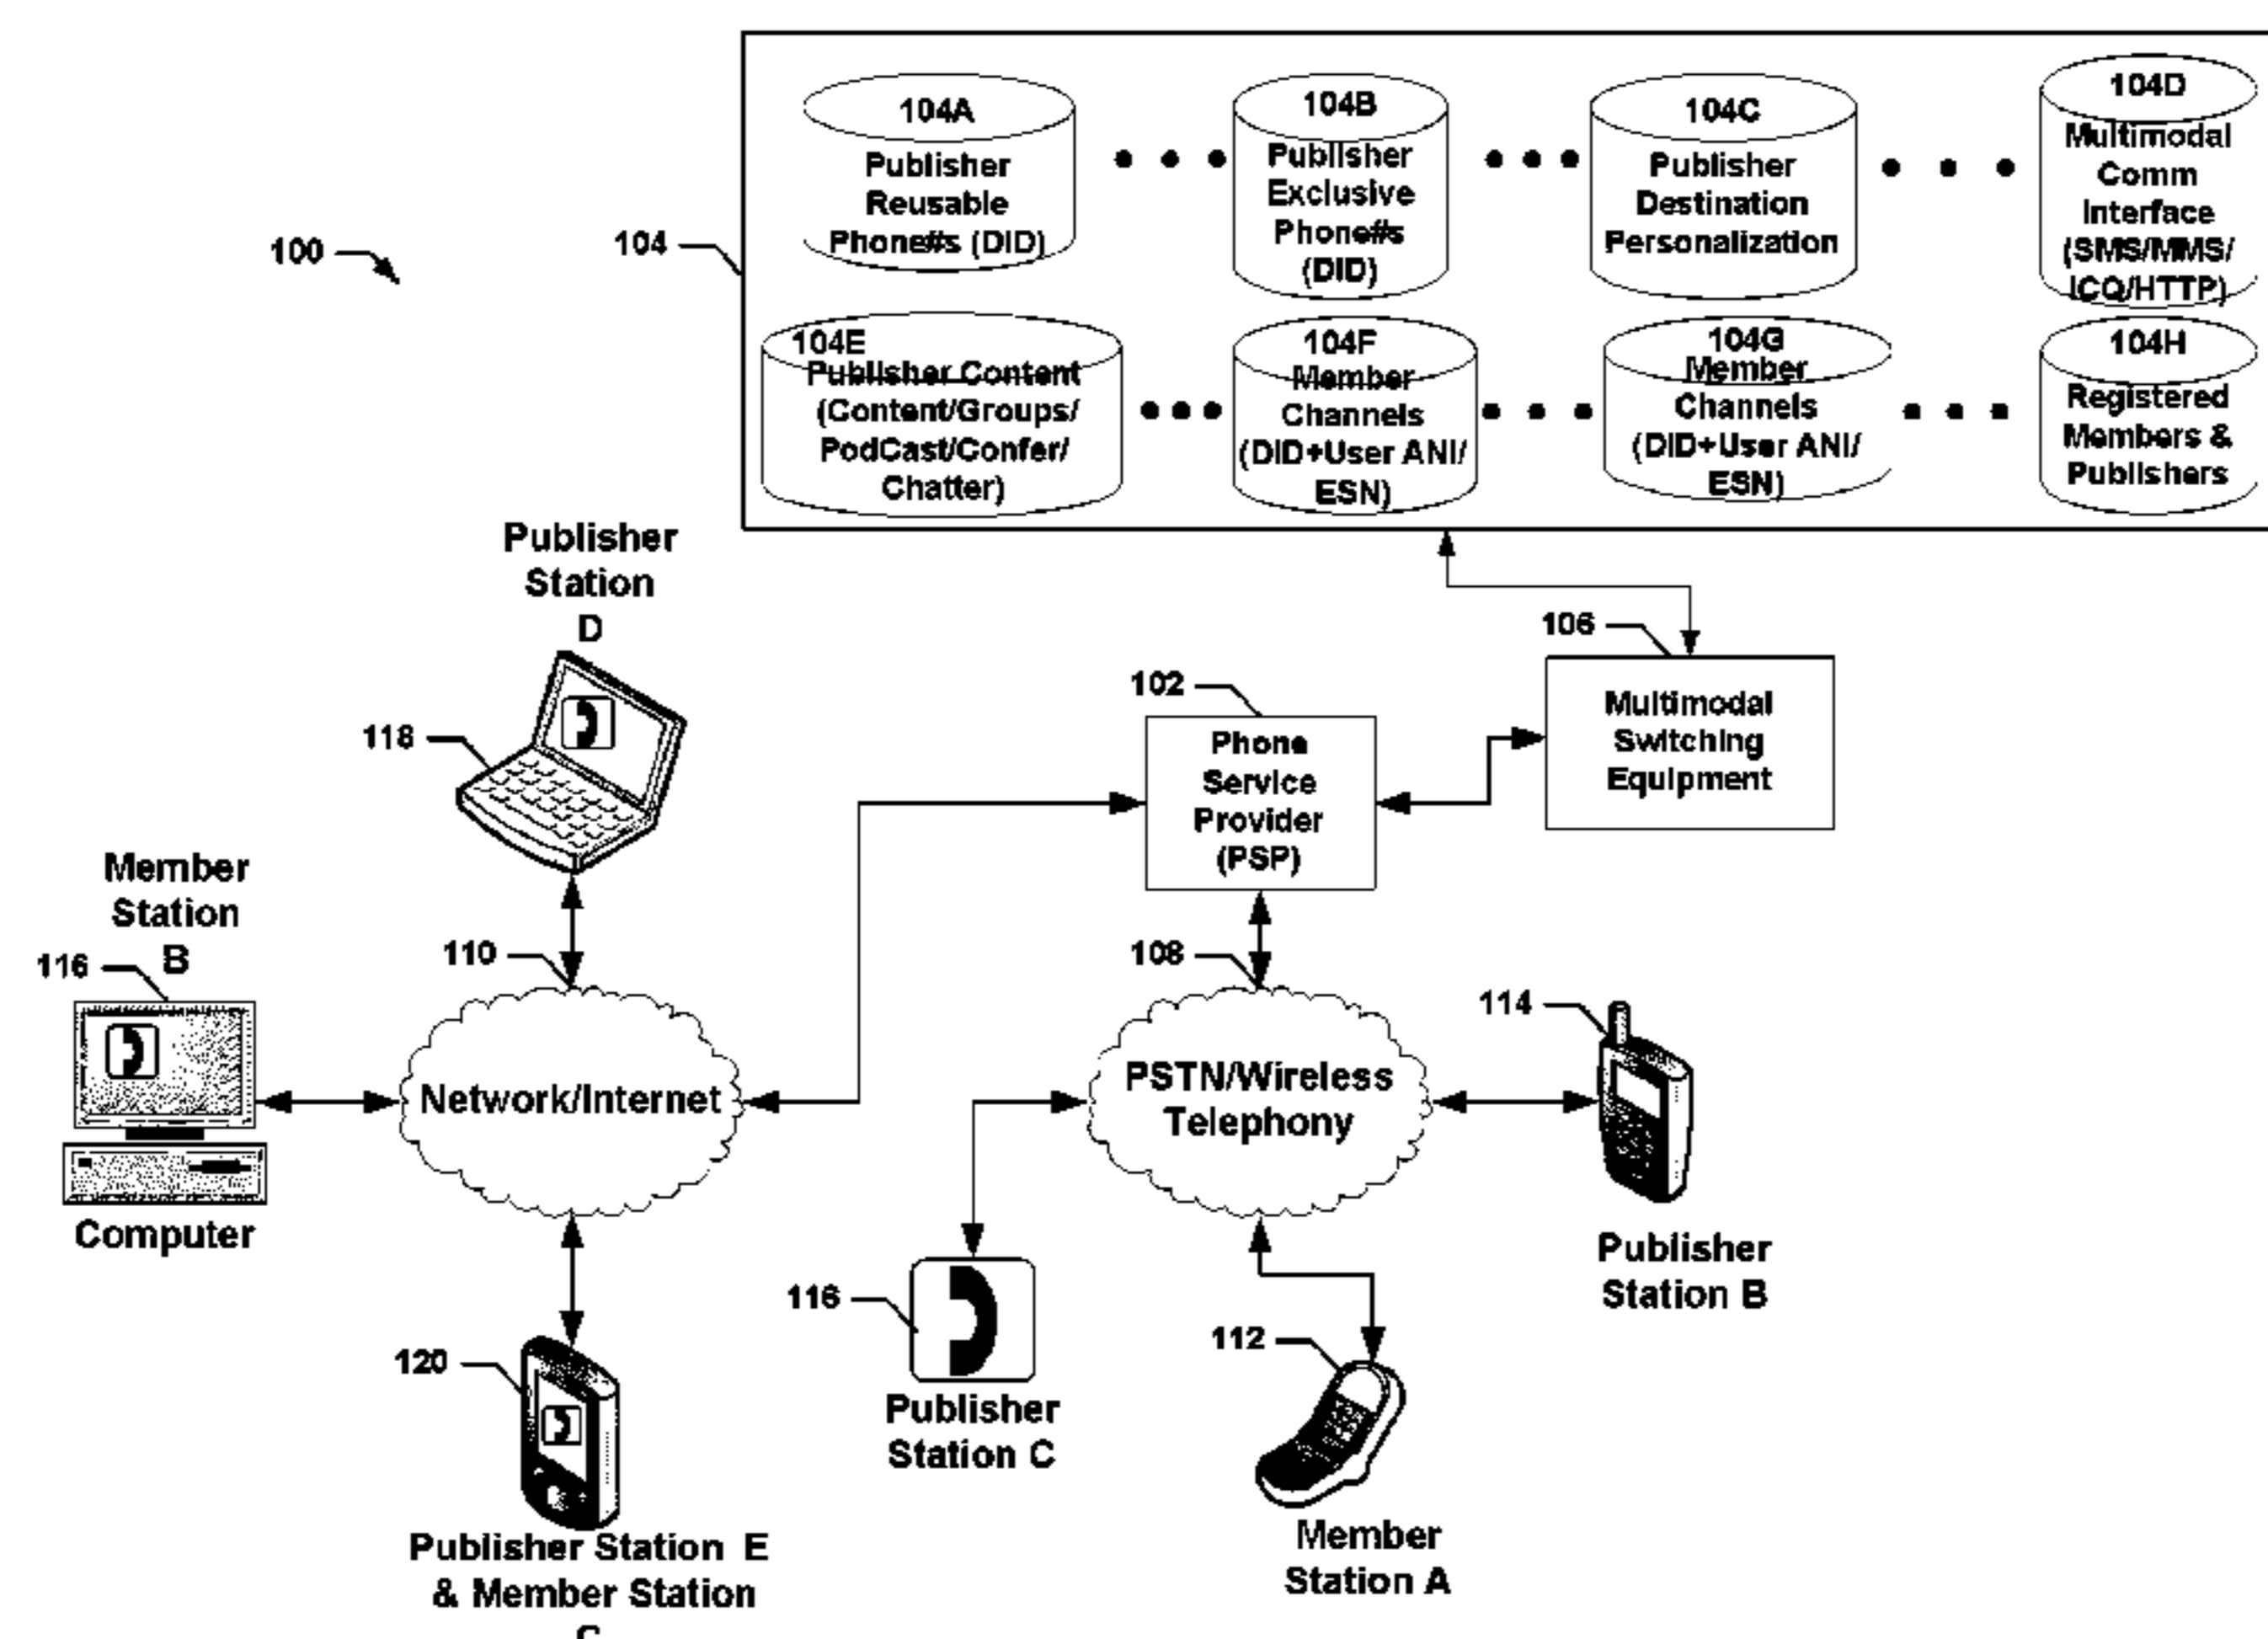 104A
Publisher
Reusable
Phone#s (DID)
104B
Publisher
Exclusive
Phone#s
(DID)
104C
Publisher
Destination
Personalization
104D
Multimodal
Comm
Interface
(SMS/MMS/
ICQ/HTTP)
100
104
104E
Publisher Content
(Content/Groups/
PodCast/Confer/
Chatter)
104F
Member
Channels
(DID+User ANI/
ESN)
104G
Member
Channels
(DID+User ANI/
ESN)
104H
Registered
Members &
Publishers
Publisher
Station
D
118
106
Multimodal
Switching
Equipment
102
Phone
Service
Provider
(PSP)
Member
Station
B
116
Computer
110
Network/Internet
108
PSTN/Wireless
Telephony
114
Publisher
Station B
116
Publisher
Station C
112
Member
Station A
120
Publisher Station E
& Member Station
C